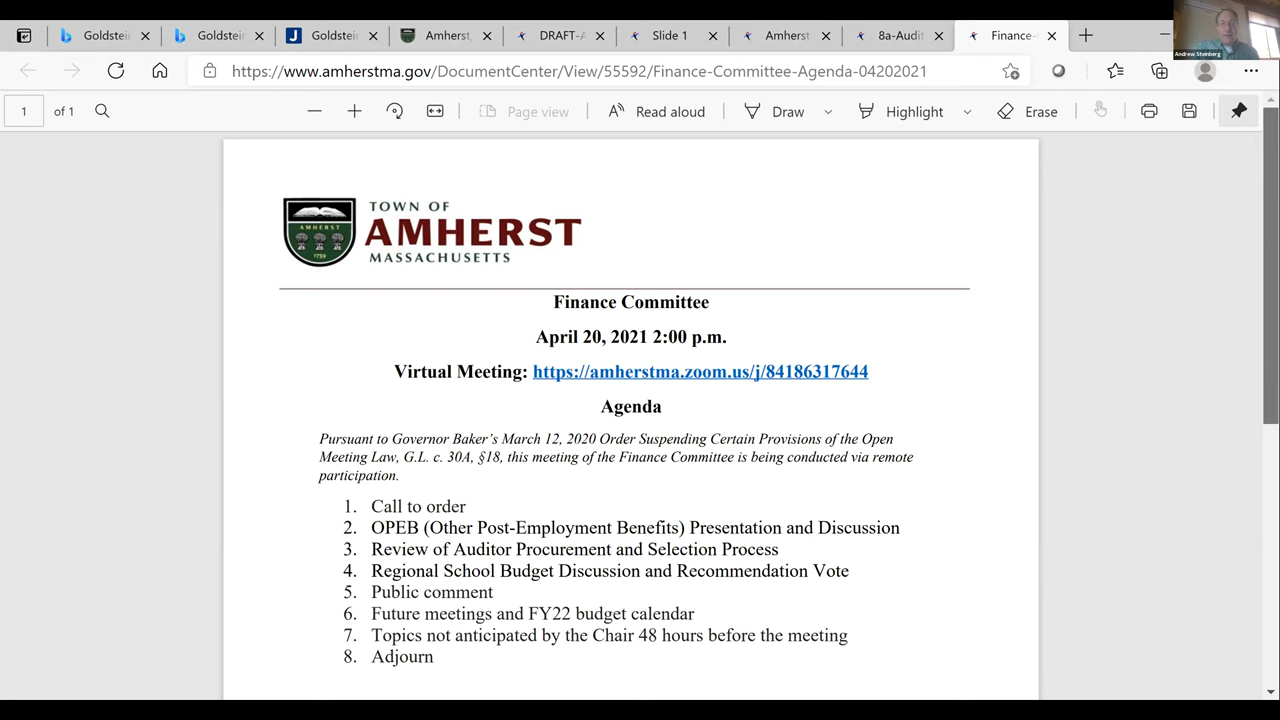 Goldstein
Goldstein
Goldstein
Amherst,
DRAFT-A
Slide 1
Amherst
8a-Audit
Finance-
Andrew Steinberg
https://www.amherstma.gov/DocumentCenter/View/55592/Finance-Committee-Agenda-04202021
1 of 1
Page view
Read aloud
Draw
Highlight
Erase
AMHERST
1759
TOWN OF
AMHERST
MASSACHUSETTS
Finance Committee
April 20, 2021 2:00 p.m.
Virtual Meeting: https://amherstma.zoom.us/j/84186317644
Agenda
Pursuant to Governor Baker's March 12, 2020 Order Suspending Certain Provisions of the Open
Meeting Law, G.L. c. 30A, §18, this meeting of the Finance Committee is being conducted via remote
participation.
1. Call to order
2. OPEB (Other Post-Employment Benefits) Presentation and Discussion
3. Review of Auditor Procurement and Selection Process
4. Regional School Budget Discussion and Recommendation Vote
5. Public comment
6. Future meetings and FY22 budget calendar
7. Topics not anticipated by the Chair 48 hours before the meeting
8. Adjourn